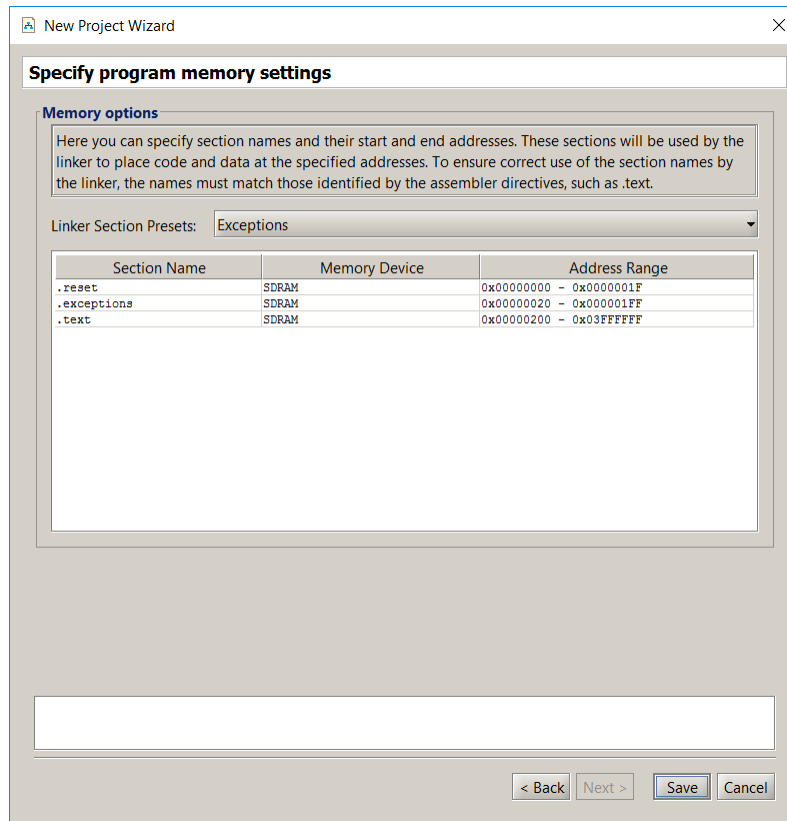 New Project Wizard
Specify program memory settings
Memory options
Here you can specify section names and their start and end addresses. These sections will be used by the
linker to place code and data at the specified addresses. To ensure correct use of the section names by
the linker, the names must match those identified by the assembler directives, such as .text.
Linker Section Presets: Exceptions
Section Name Memory Device Address Range
.reset SDRAM 0x00000000 - 0x0000001F
.exceptions SDRAM 0x00000020 - 0x000001FF
.text SDRAM 0x00000200 - 0x03FFFFFF
< Back Next > Save Cancel